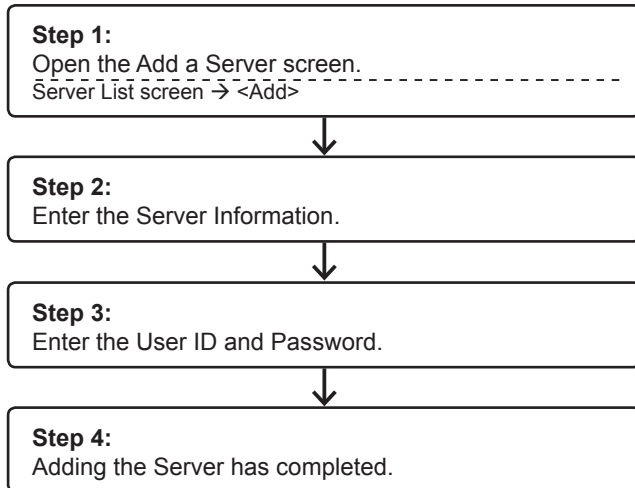 Step 1:
Open the Add a Server screen.
Server List screen → <Add>
Step 2:
Enter the Server Information.
Step 3:
Enter the User ID and Password.
Step 4:
Adding the Server has completed.